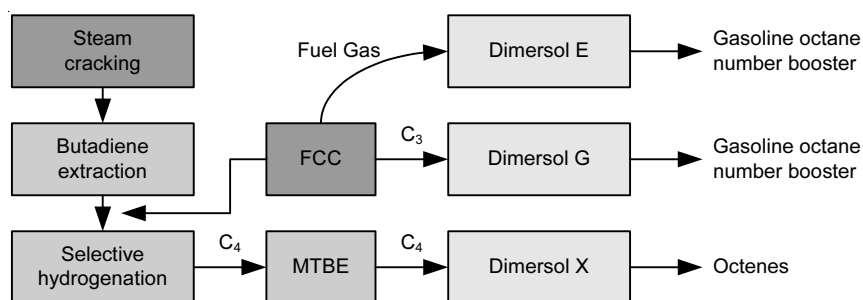 Steam
cracking
Fuel Gas
Dimersol E
Gasoline octane
number booster
Butadiene
extraction
FCC
C₃
Dimersol G
Gasoline octane
number booster
Selective
hydrogenation
C₄
MTBE
C₄
Dimersol X
Octenes